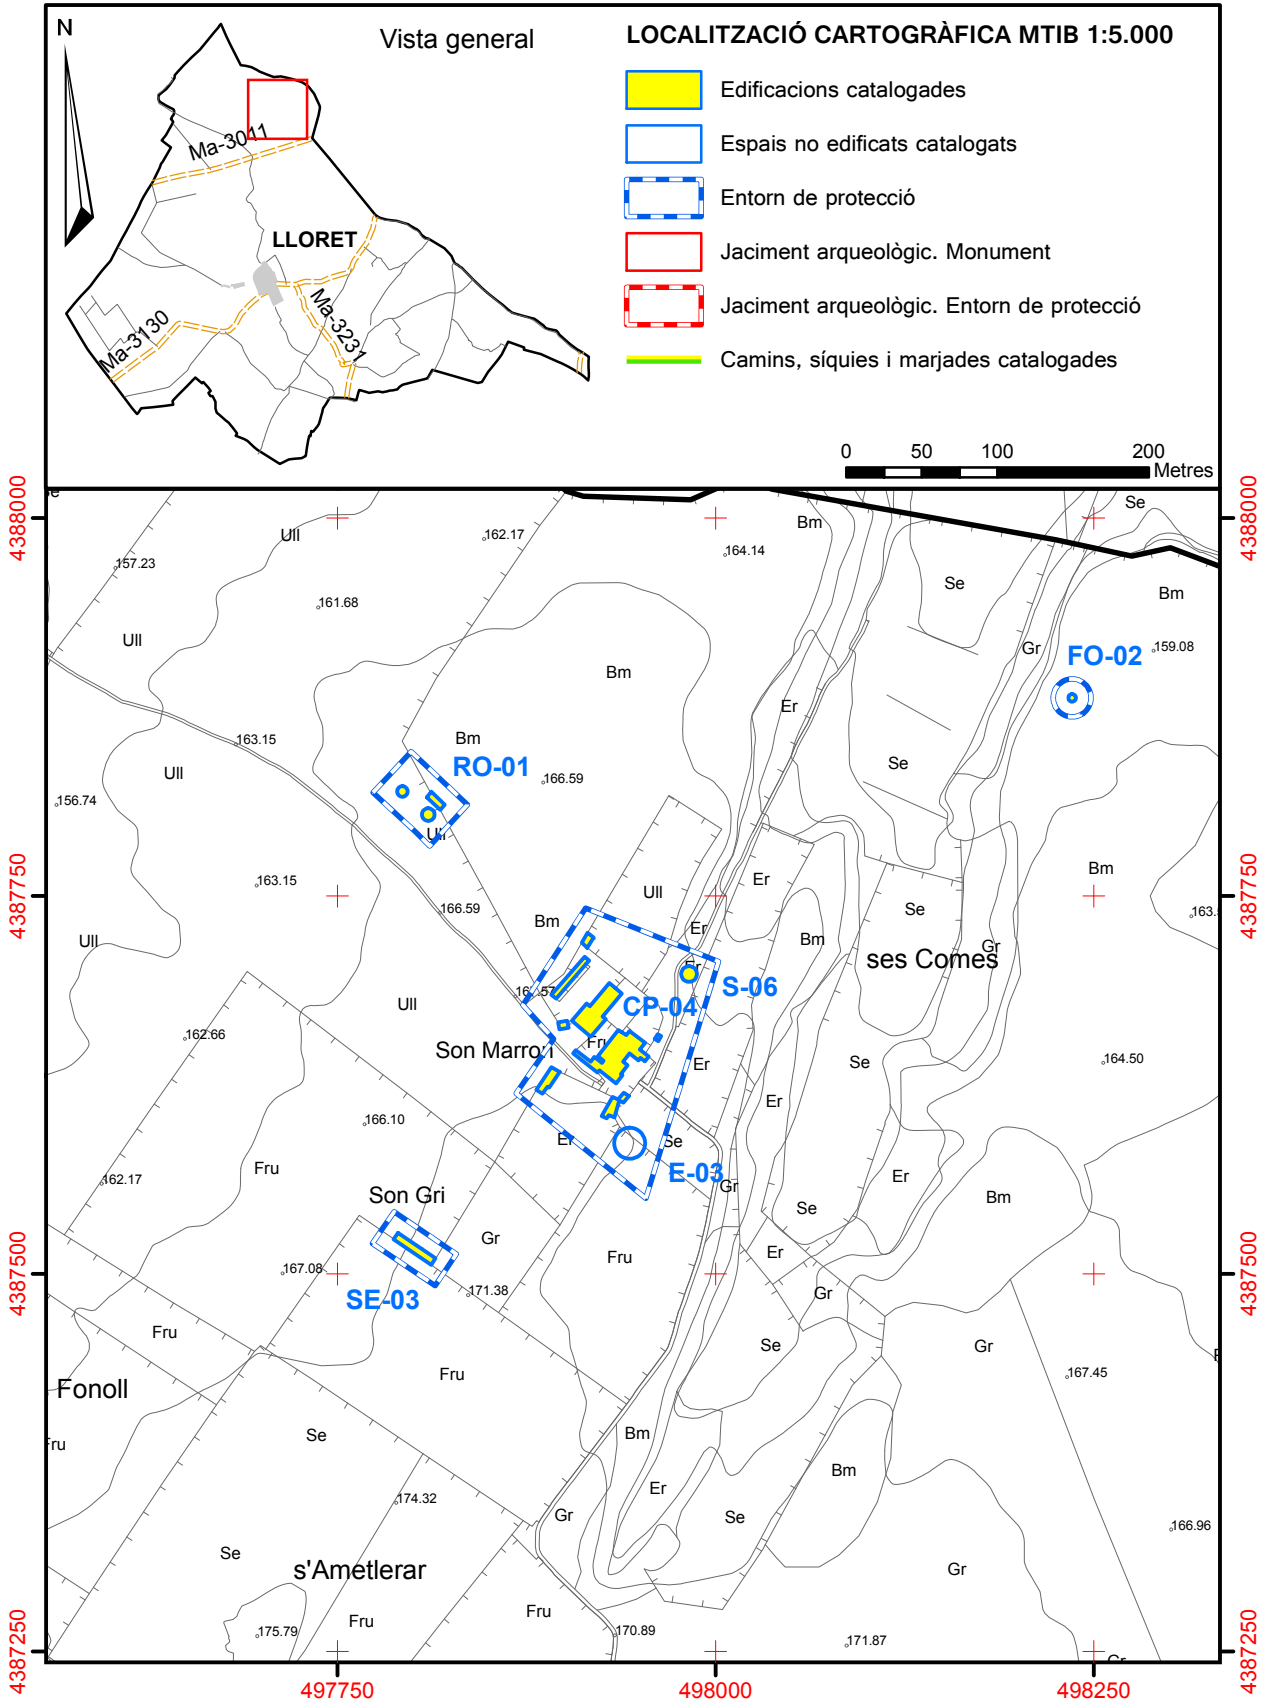 N
Vista general
Ma-3011
LLORET
Ma-3130
Ma-3231
LOCALITZACIÓ CARTOGRÀFICA MTIB 1:5.000
Edificacions catalogades
Espais no edificats catalogats
Entorn de protecció
Jaciment arqueològic. Monument
Jaciment arqueològic. Entorn de protecció
Camins, síquies i marjades catalogades
0 50 100 200
Metres
4388000
4388000
Se
Ull
162.17
Bm
164.14
Se
157.23
161.68
Se
Bm
Ull
Bm
Gr
FO-02
159.08
Er
163.15
Bm
RO-01
166.59
Se
Ull
156.74
Ull
163.15
166.59
Bm
Ull
Er
Er
Se
Bm
4387750
4387750
Ull
Bm
Gr
ses Comes
Er
S-06
CP-04
Ull
162.66
Son Marron
Fru
Er
Se
164.50
Er
166.10
Er
Se
E-03
Fru
162.17
Son Gri
Gr
Er
Bm
Gr
Se
Fru
Er
4387500
4387500
167.08
SE-03
171.38
Gr
Fru
Fru
Se
Gr
167.45
Fonoll
Se
Bm
Fru
Bm
174.32
Er
Gr
Se
166.96
Se
s'Ametlerar
Gr
Fru
Fru
175.79
170.89
171.87
Gr
4387250
4387250
497750
498000
498250